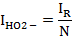 I_HO2− = I_R/N